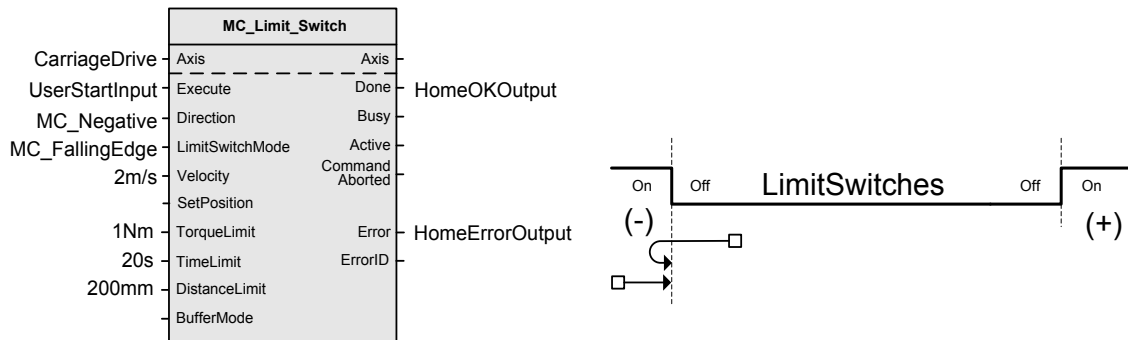 MC_Limit_Switch
CarriageDrive Axis Axis
UserStartInput Execute Done HomeOKOutput
MC_Negative Direction Busy
MC_FallingEdge LimitSwitchMode Active
2m/s Velocity Command Aborted
SetPosition
1Nm TorqueLimit Error HomeErrorOutput
20s TimeLimit ErrorID
200mm DistanceLimit
BufferMode
On Off LimitSwitches Off On
(-) (+)